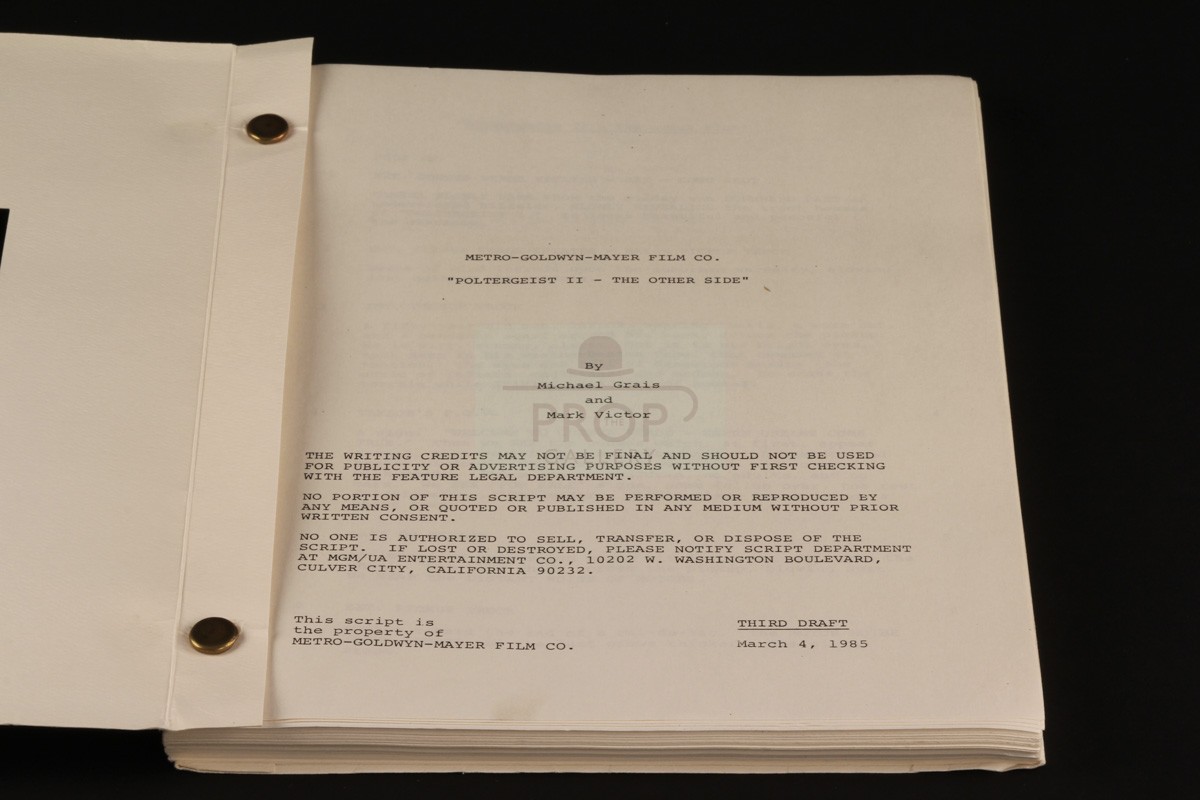 METRO-GOLDWYN-MAYER FILM CO.
"POLTERGEIST II - THE OTHER SIDE"
By
Michael Grais
and
Mark Victor
THE PROP GALLERY
THE WRITING CREDITS MAY NOT BE FINAL AND SHOULD NOT BE USED
FOR PUBLICITY OR ADVERTISING PURPOSES WITHOUT FIRST CHECKING
WITH THE FEATURE LEGAL DEPARTMENT.
NO PORTION OF THIS SCRIPT MAY BE PERFORMED OR REPRODUCED BY
ANY MEANS, OR QUOTED OR PUBLISHED IN ANY MEDIUM WITHOUT PRIOR
WRITTEN CONSENT.
NO ONE IS AUTHORIZED TO SELL, TRANSFER, OR DISPOSE OF THE
SCRIPT. IF LOST OR DESTROYED, PLEASE NOTIFY SCRIPT DEPARTMENT
AT MGM/UA ENTERTAINMENT CO., 10202 W. WASHINGTON BOULEVARD,
CULVER CITY, CALIFORNIA 90232.
This script is
the property of
METRO-GOLDWYN-MAYER FILM CO.
THIRD DRAFT
March 4, 1985